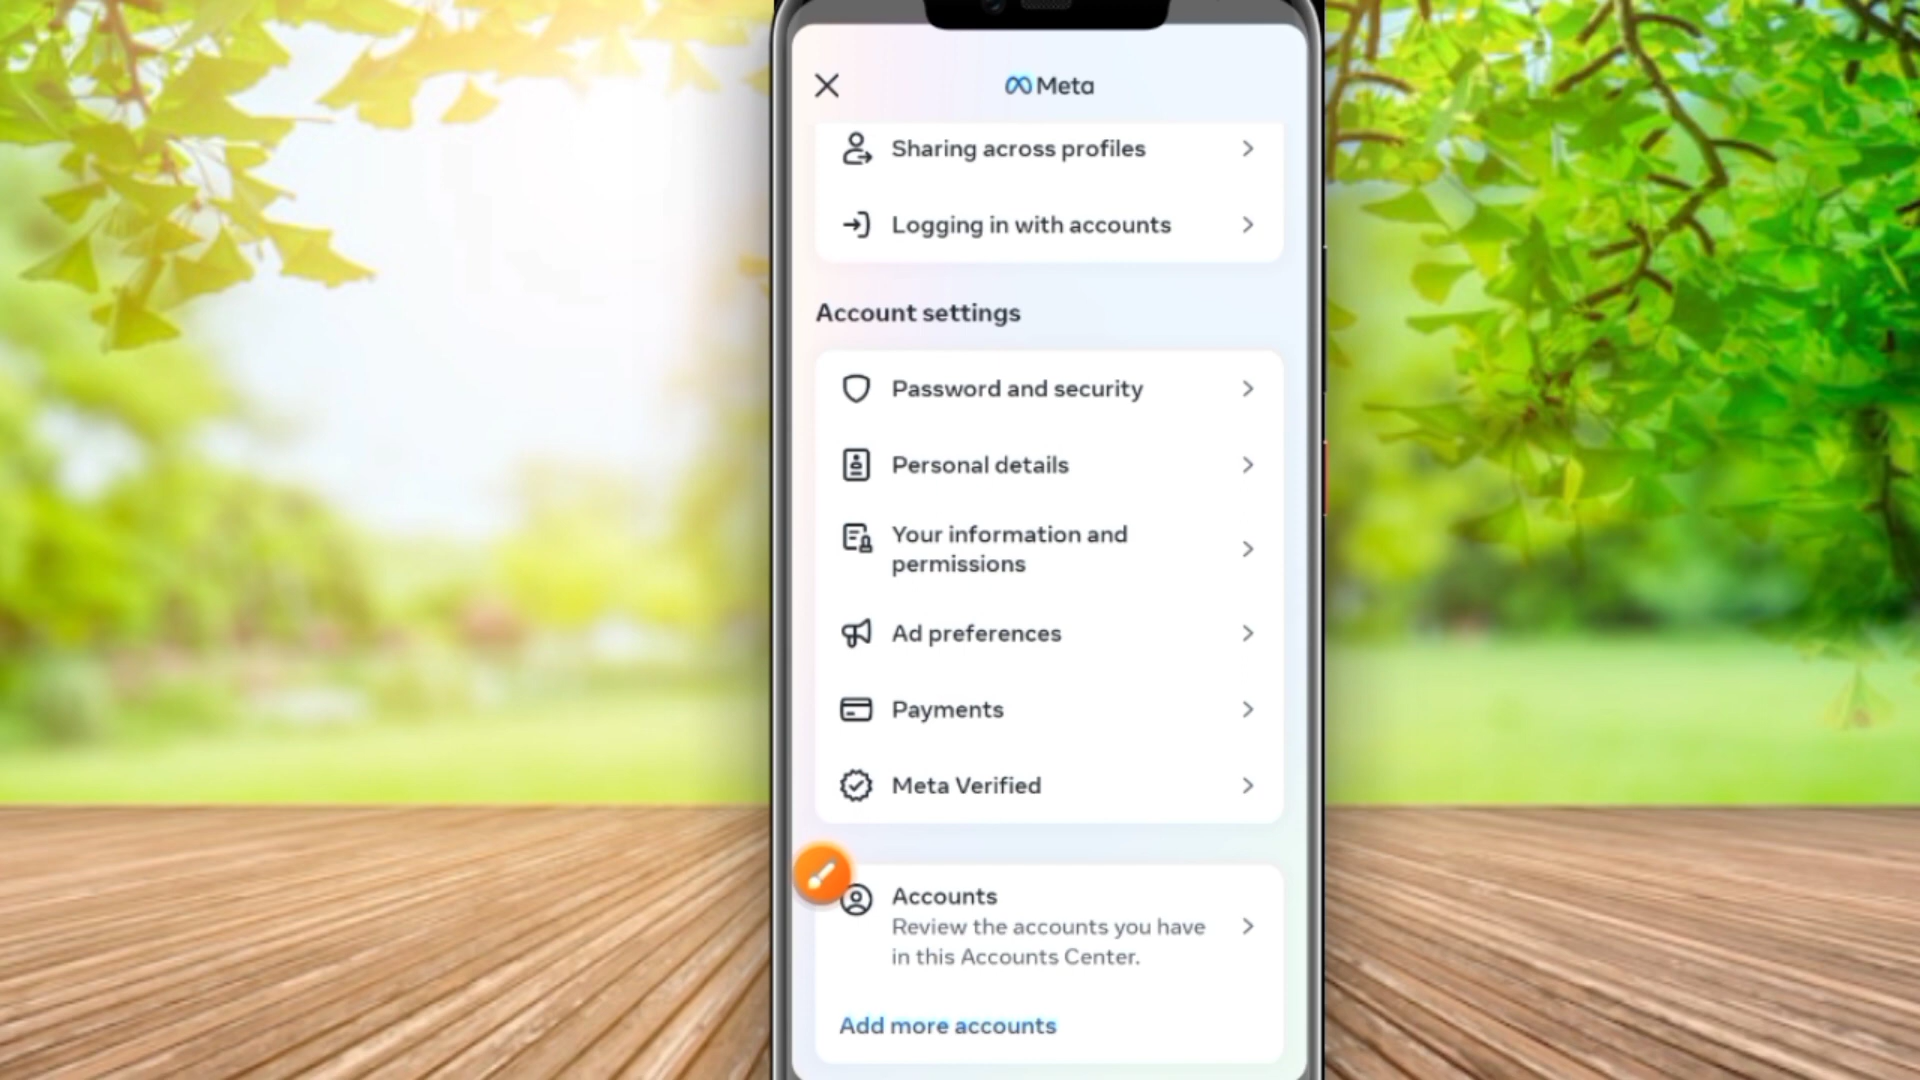 Meta
Sharing across profiles
Logging in with accounts
Account settings
Password and security
Personal details
Your information and
permissions
Ad preferences
Payments
Meta Verified
Accounts
Review the accounts you have
in this Accounts Center.
Add more accounts